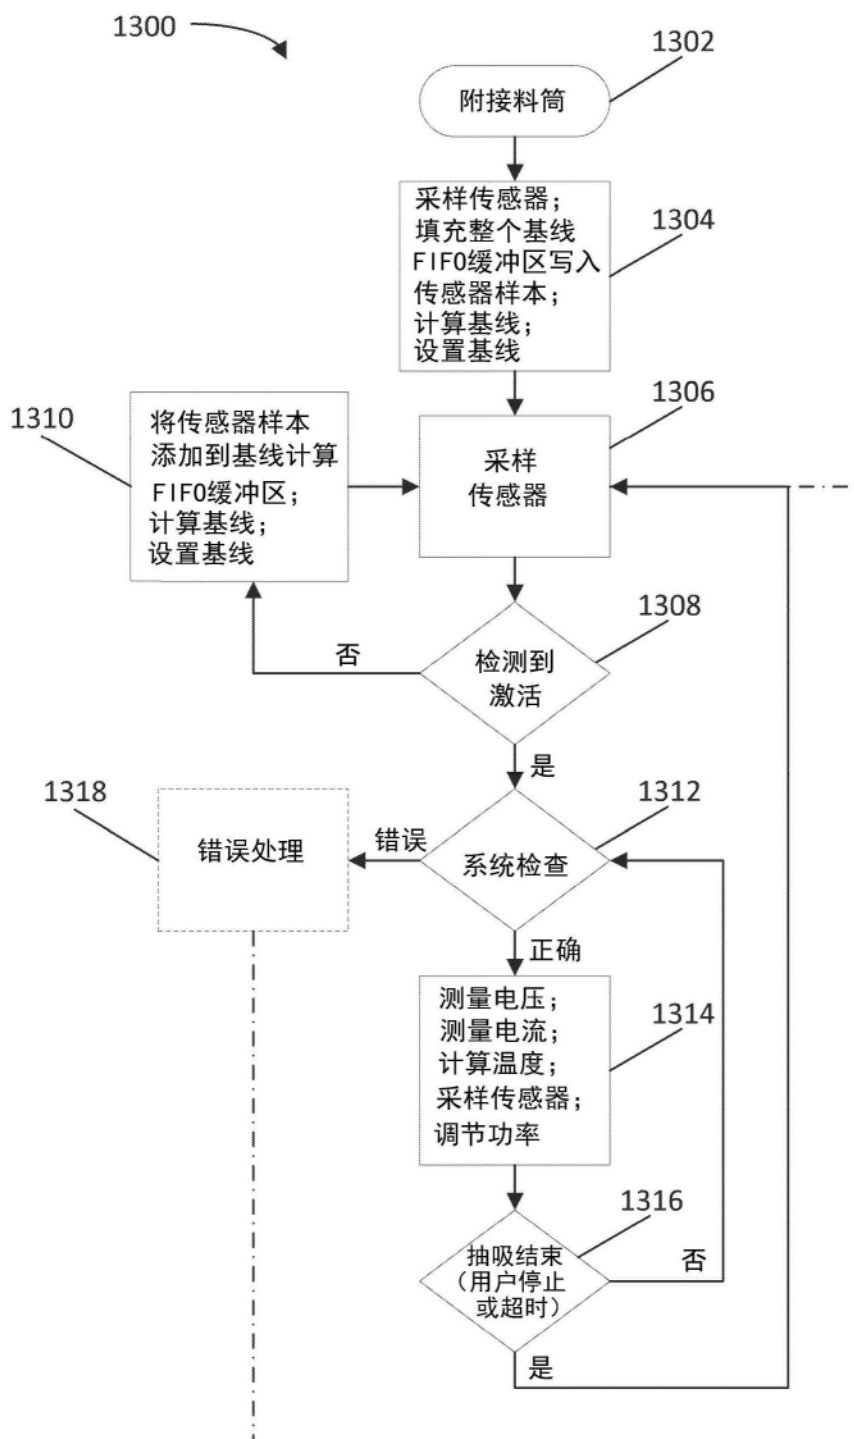 1300
1302
附接料筒
采样传感器；
填充整个基线
FIFO缓冲区写入
传感器样本；
计算基线；
设置基线
1304
1310
将传感器样本
添加到基线计算
FIFO缓冲区；
计算基线；
设置基线
采样
传感器
1306
1308
检测到
激活
否
是
1318
错误处理
错误
系统检查
1312
正确
测量电压；
测量电流；
计算温度；
采样传感器；
调节功率
1314
1316
抽吸结束
（用户停止
或超时）
否
是